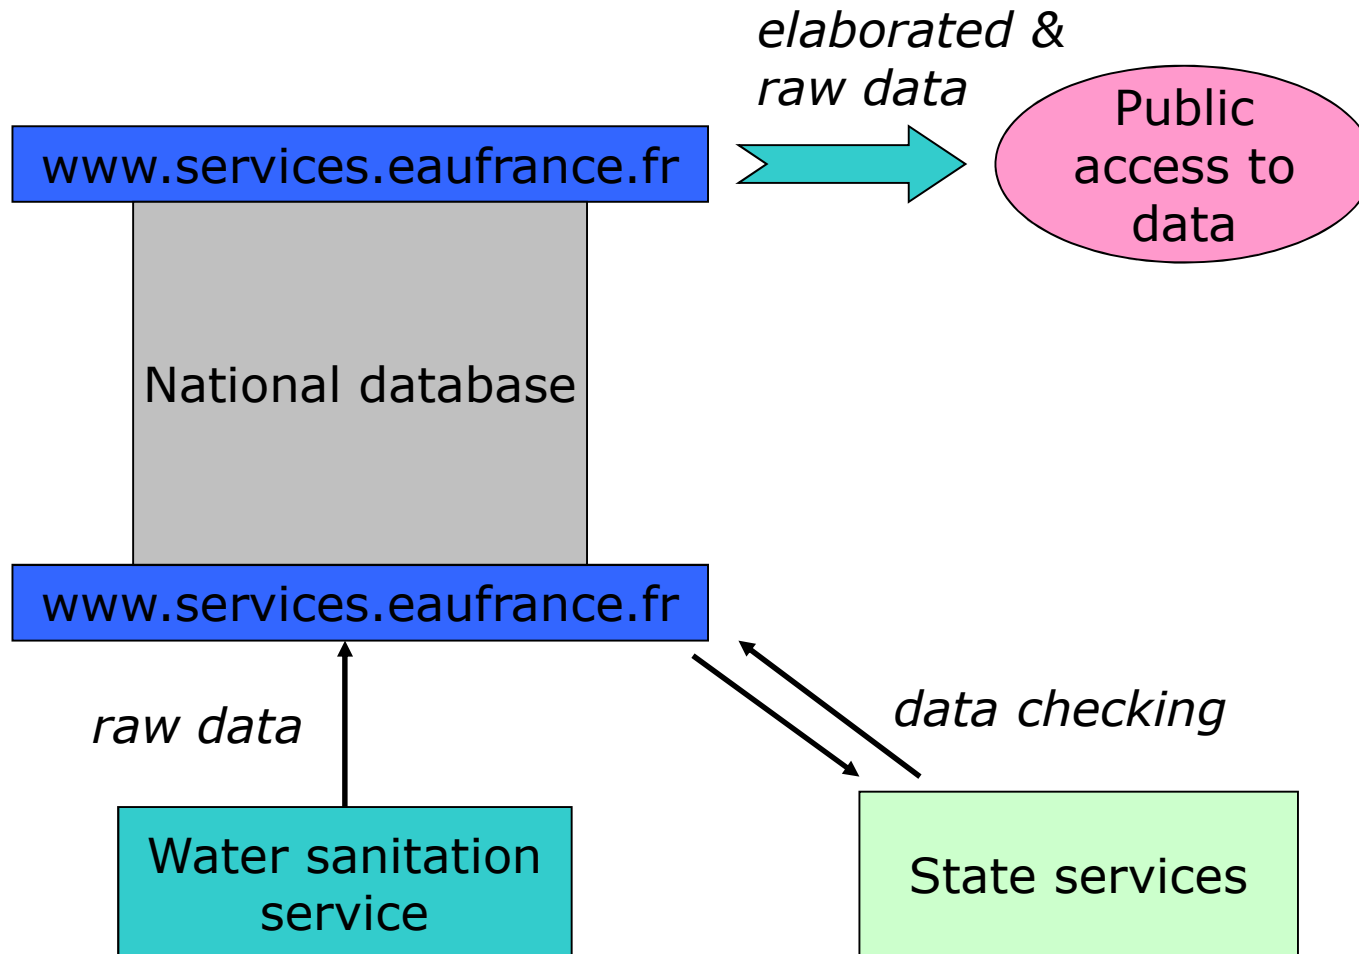 elaborated &
raw data
www.services.eaufrance.fr
Public
access to
data
National database
www.services.eaufrance.fr
raw data
data checking
Water sanitation
service
State services